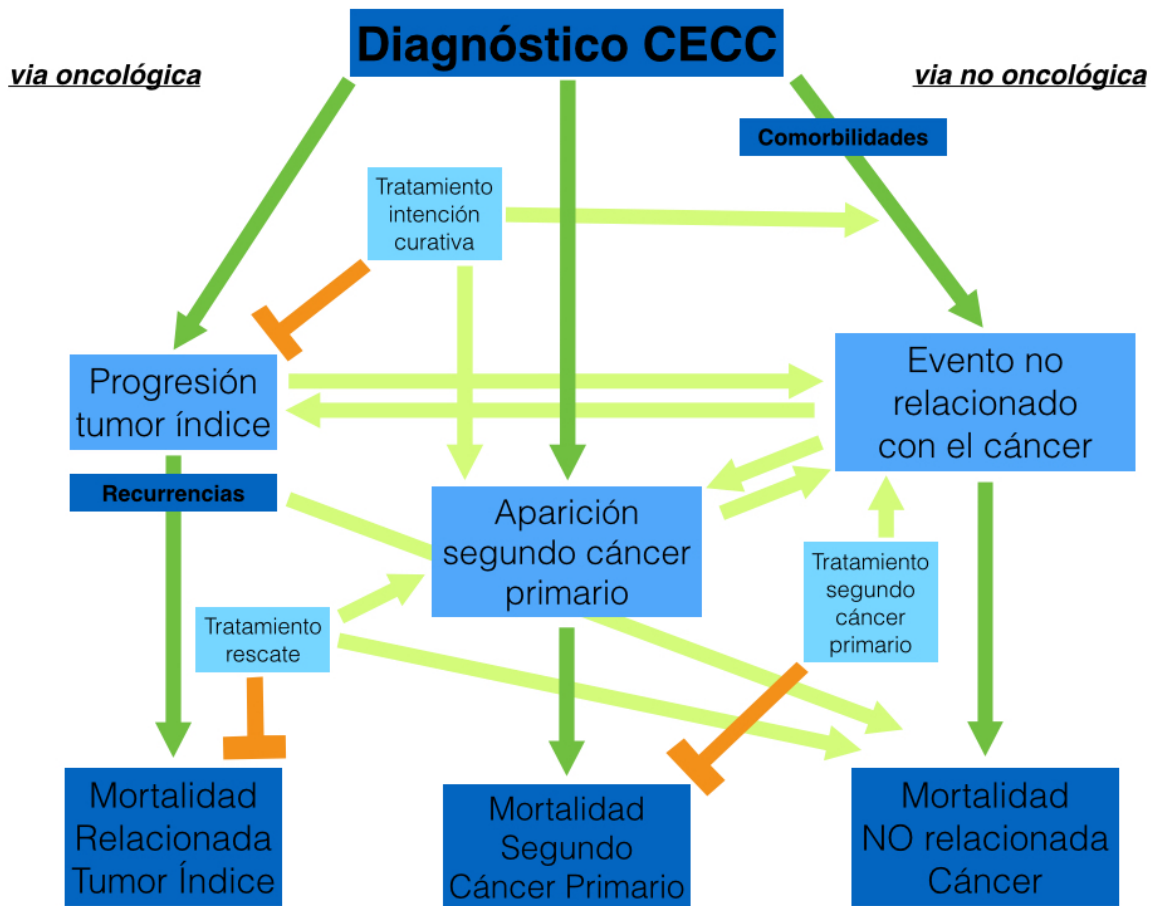 Diagnóstico CECC
via oncológica
via no oncológica
Comorbilidades
Tratamiento
intención
curativa
Progresión
tumor índice
Evento no
relacionado
con el cáncer
Recurrencias
Aparición
segundo cáncer
primario
Tratamiento
segundo
cáncer
primario
Tratamiento
rescate
Mortalidad
Relacionada
Tumor Índice
Mortalidad
Segundo
Cáncer Primario
Mortalidad
NO relacionada
Cáncer